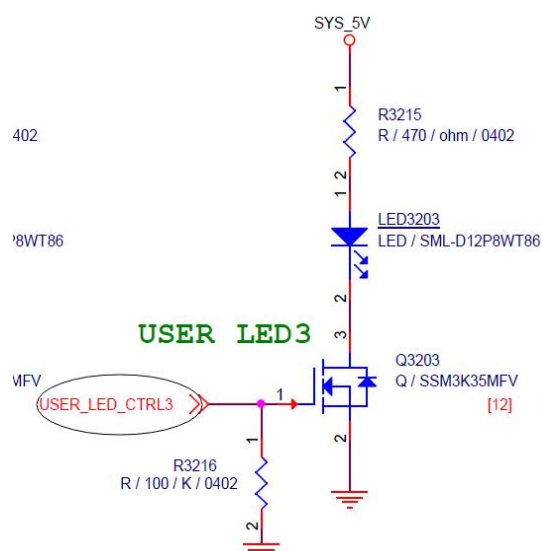 SYS_5V
1
R3215
R / 470 / ohm / 0402
402
2
1
LED3203
LED / SML-D12P8WT86
P8WT86
2
USER LED3
3
Q3203
Q / SSM3K35MFV
MFV
USER_LED_CTRL3
1
[12]
2
1
R3216
R / 100 / K / 0402
2